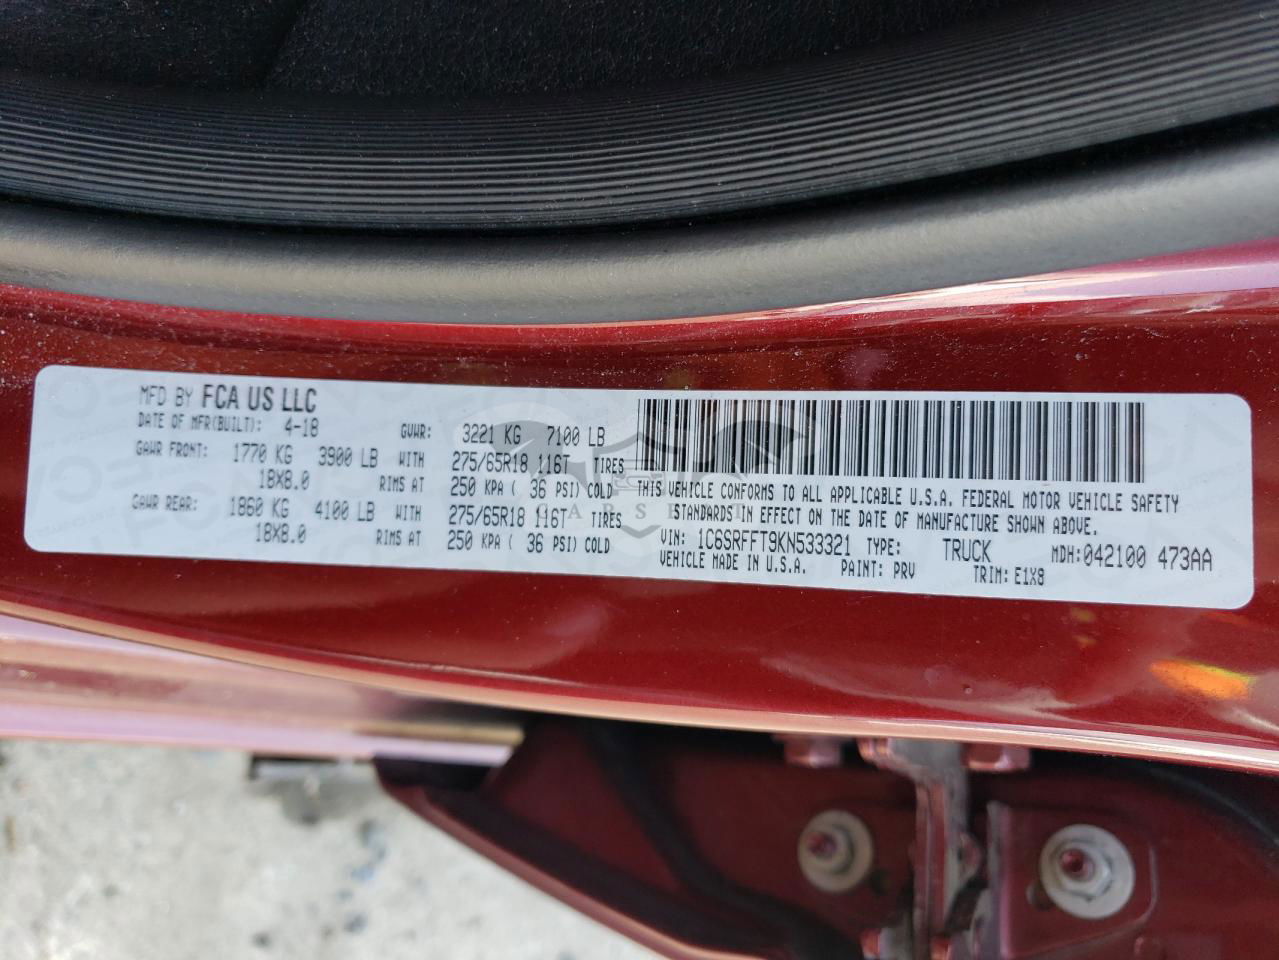 MFD BY FCA US LLC
DATE OF MFR(BUILT): 4-18 GVWR: 3221 KG 7100 LB
GAWR FRONT: 1770 KG 3900 LB WITH 275/65R18 116T TIRES
18X8.0 RIMS AT 250 KPA ( 36 PSI) COLD
GAWR REAR: 1860 KG 4100 LB WITH 275/65R18 116T TIRES
18X8.0 RIMS AT 250 KPA ( 36 PSI) COLD
THIS VEHICLE CONFORMS TO ALL APPLICABLE U.S.A. FEDERAL MOTOR VEHICLE SAFETY
STANDARDS IN EFFECT ON THE DATE OF MANUFACTURE SHOWN ABOVE.
VIN: 1C6SRFFT9KN533321 TYPE: TRUCK MDH:042100 473AA
VEHICLE MADE IN U.S.A. PAINT: PRV TRIM: E1X8